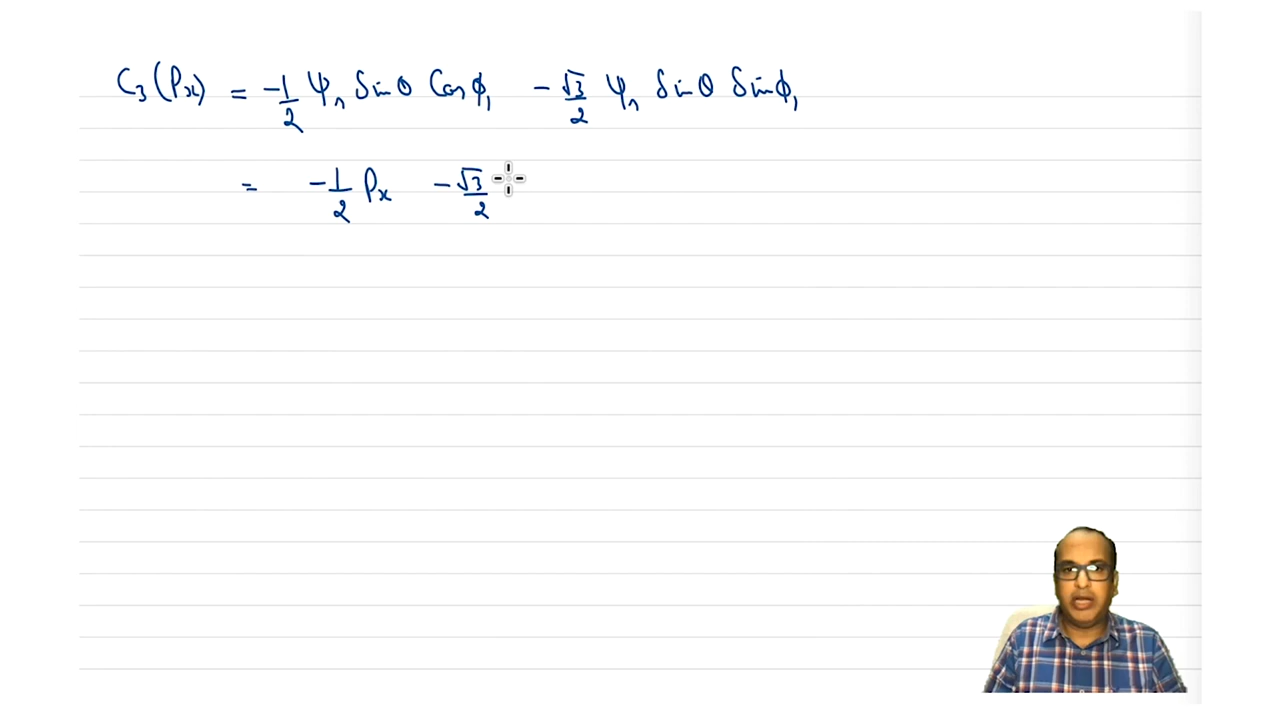 C₃(Pₓ) = -1/2 Ψₙ Sinθ Cosϕ₁ - √3/2 Ψₙ Sinθ Sinϕ₁
= -1/2 Pₓ - √3/2